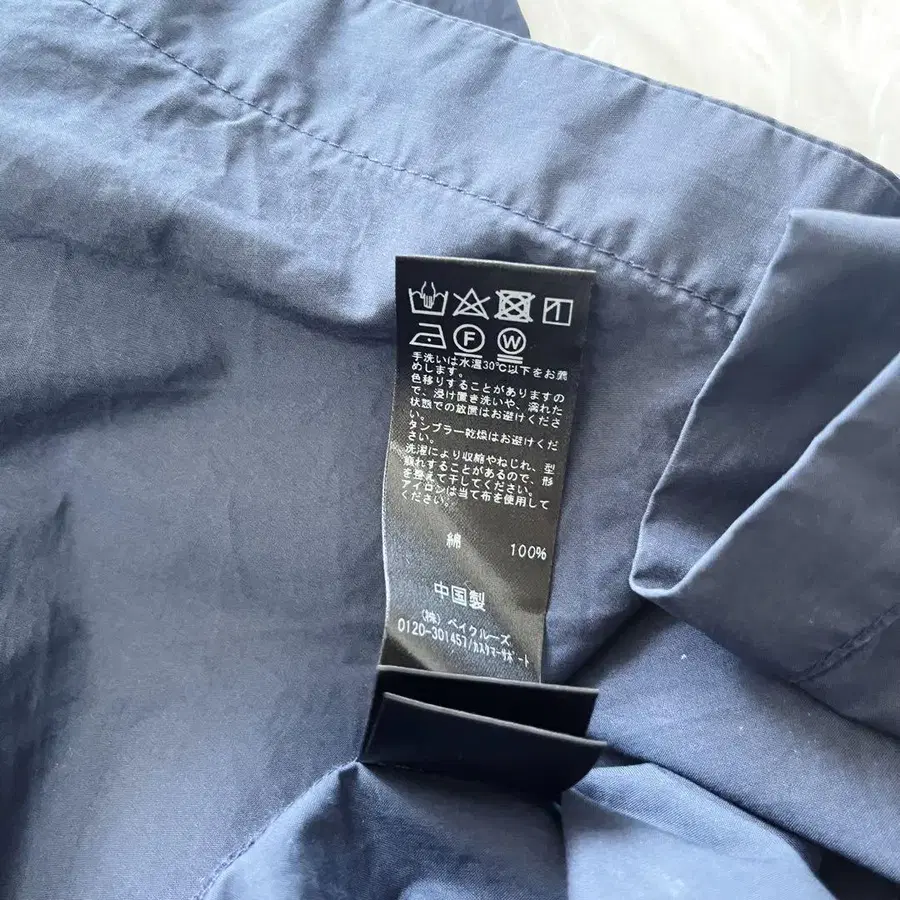 F W
手洗いは水温30℃以下をお薦
めします。
色移りすることがありますの
で、浸け置き洗いや、濡れた
状態での放置はお避けくださ
い。
タンブラー乾燥はお避けくだ
さい。
洗濯により収縮やねじれ、型
崩れすることがあるので、形
を整えて干してください。
アイロンは当て布を使用して
ください。
綿 100%
中国製
(株) ベイクルーズ
0120-301457/カスタマーサポート